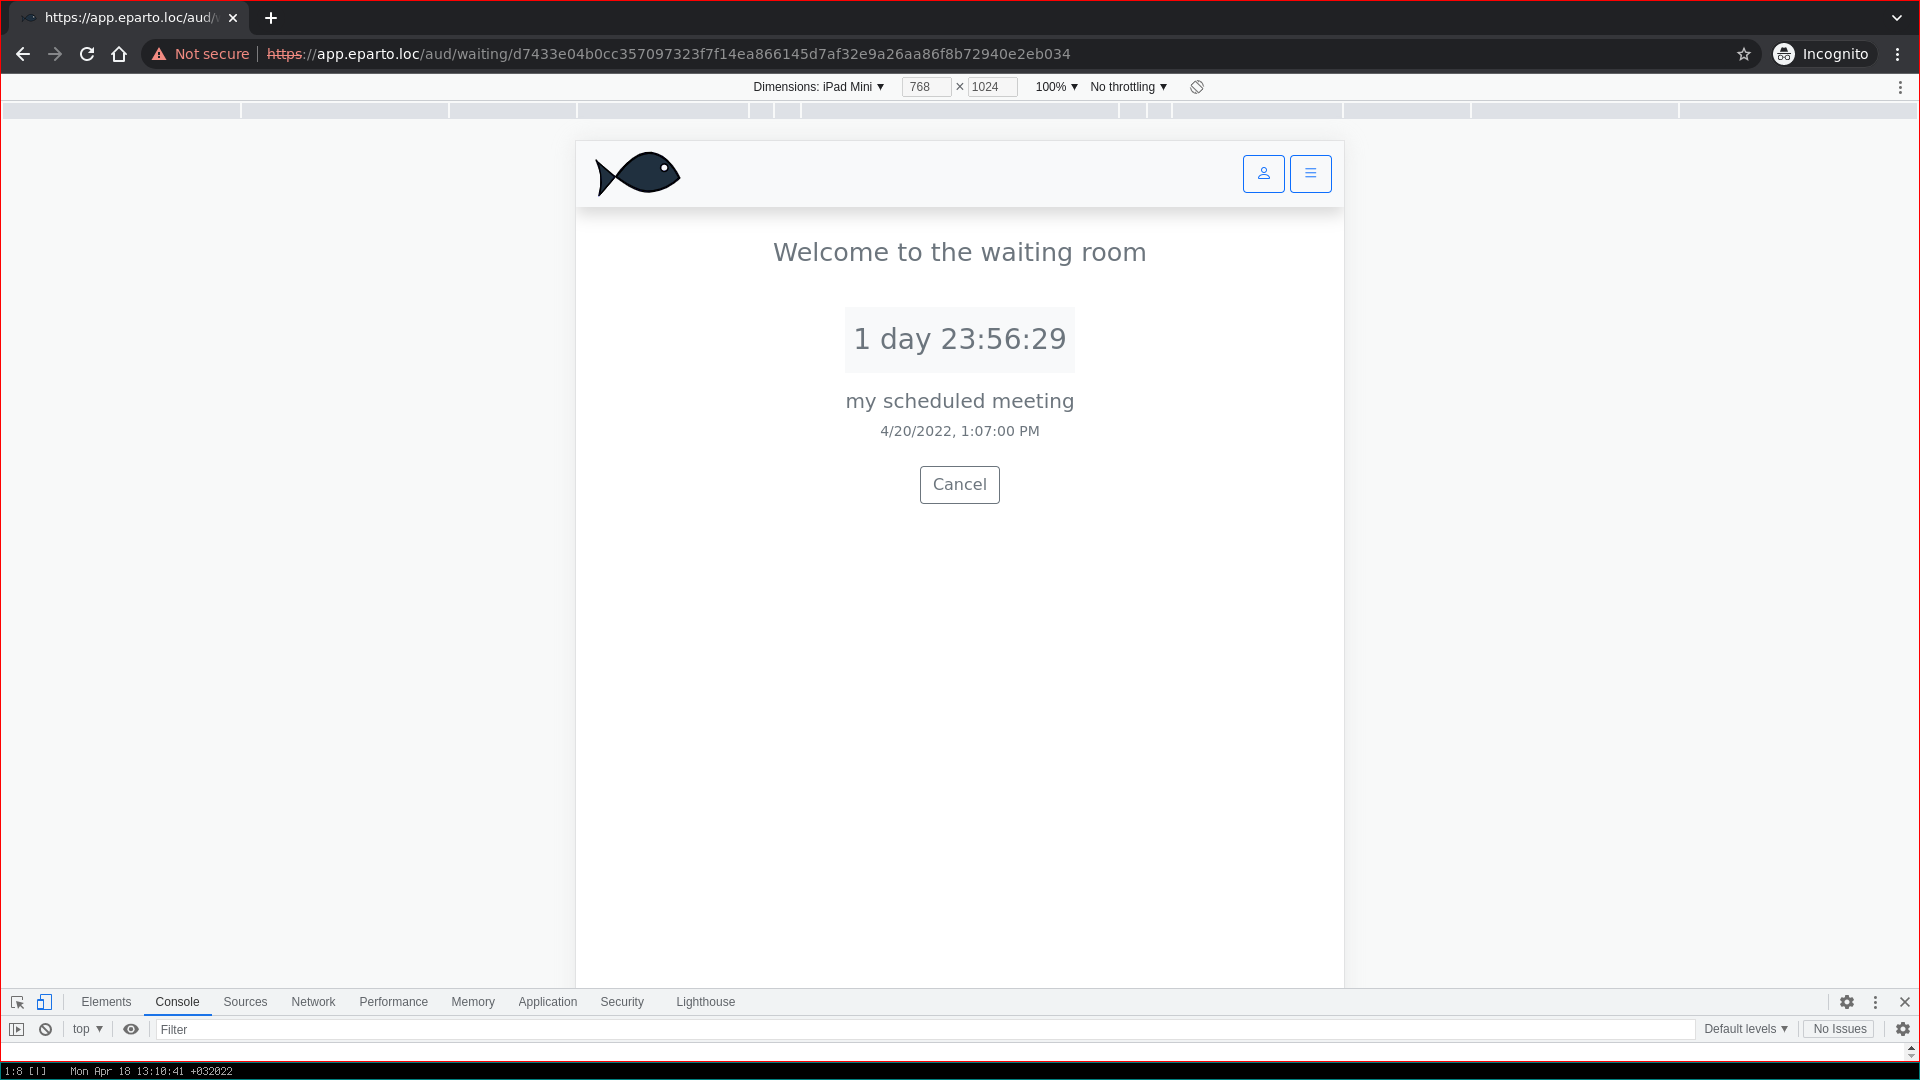 https://app.eparto.loc/aud/w
Not secure https://app.eparto.loc/aud/waiting/d7433e04b0cc357097323f7f14ea866145d7af32e9a26aa86f8b72940e2eb034 Incognito
Dimensions: iPad Mini ▼ 768 × 1024 100% ▼ No throttling ▼
Welcome to the waiting room
1 day 23:56:29
my scheduled meeting
4/20/2022, 1:07:00 PM
Cancel
Elements Console Sources Network Performance Memory Application Security Lighthouse
top ▼ Filter Default levels ▼ No Issues
1:8 [|] Mon Apr 18 13:10:41 +032022